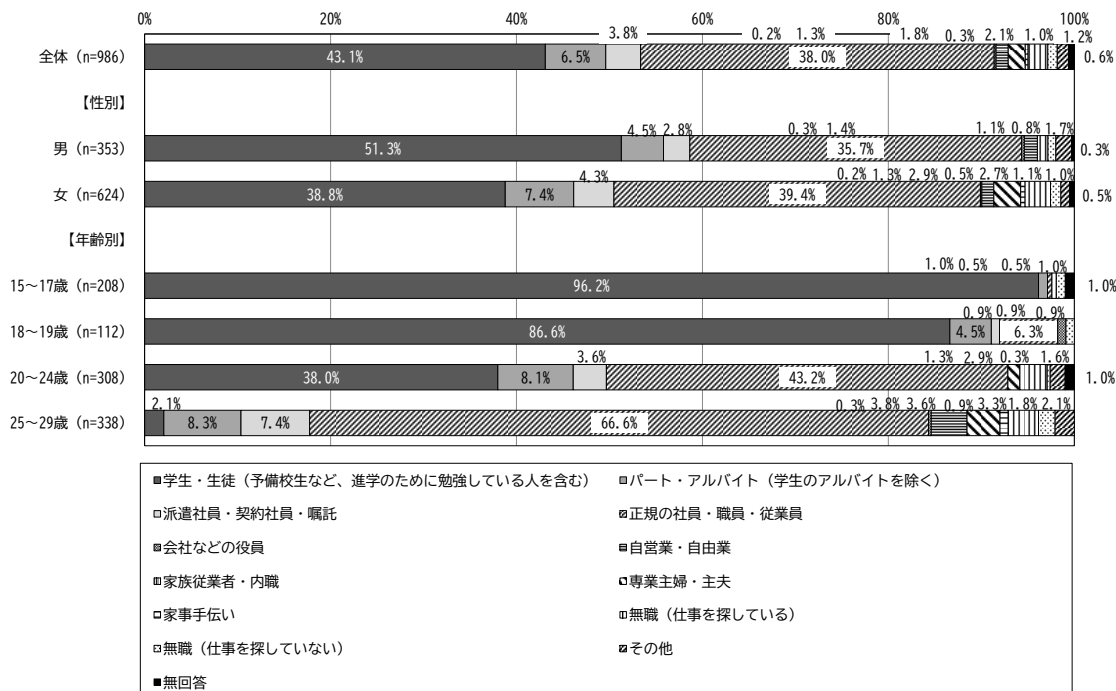 0% 20% 40% 60% 80% 100%
3.8% 0.2% 1.3% 1.8% 0.3% 2.1% 1.0% 1.2%
全体（n=986） 43.1% 6.5% 38.0% 0.6%
【性別】
4.5% 2.8% 0.3% 1.4% 1.1% 0.8% 1.7%
男（n=353） 51.3% 35.7% 0.3%
4.3% 0.2% 1.3% 2.9% 0.5% 2.7% 1.1% 1.0%
女（n=624） 38.8% 7.4% 39.4% 0.5%
【年齢別】
1.0% 0.5% 0.5% 1.0%
15～17歳（n=208） 96.2% 1.0%
0.9% 0.9% 0.9%
18～19歳（n=112） 86.6% 4.5% 6.3%
3.6% 1.3% 2.9% 0.3% 1.6%
20～24歳（n=308） 38.0% 8.1% 43.2% 1.0%
2.1% 0.3% 3.8% 3.6% 0.9% 3.3% 1.8% 2.1%
25～29歳（n=338） 8.3% 7.4% 66.6%
学生・生徒（予備校生など、進学のために勉強している人を含む） パート・アルバイト（学生のアルバイトを除く）
派遣社員・契約社員・嘱託 正規の社員・職員・従業員
会社などの役員 自営業・自由業
家族従業者・内職 専業主婦・主夫
家事手伝い 無職（仕事を探している）
無職（仕事を探していない） その他
無回答